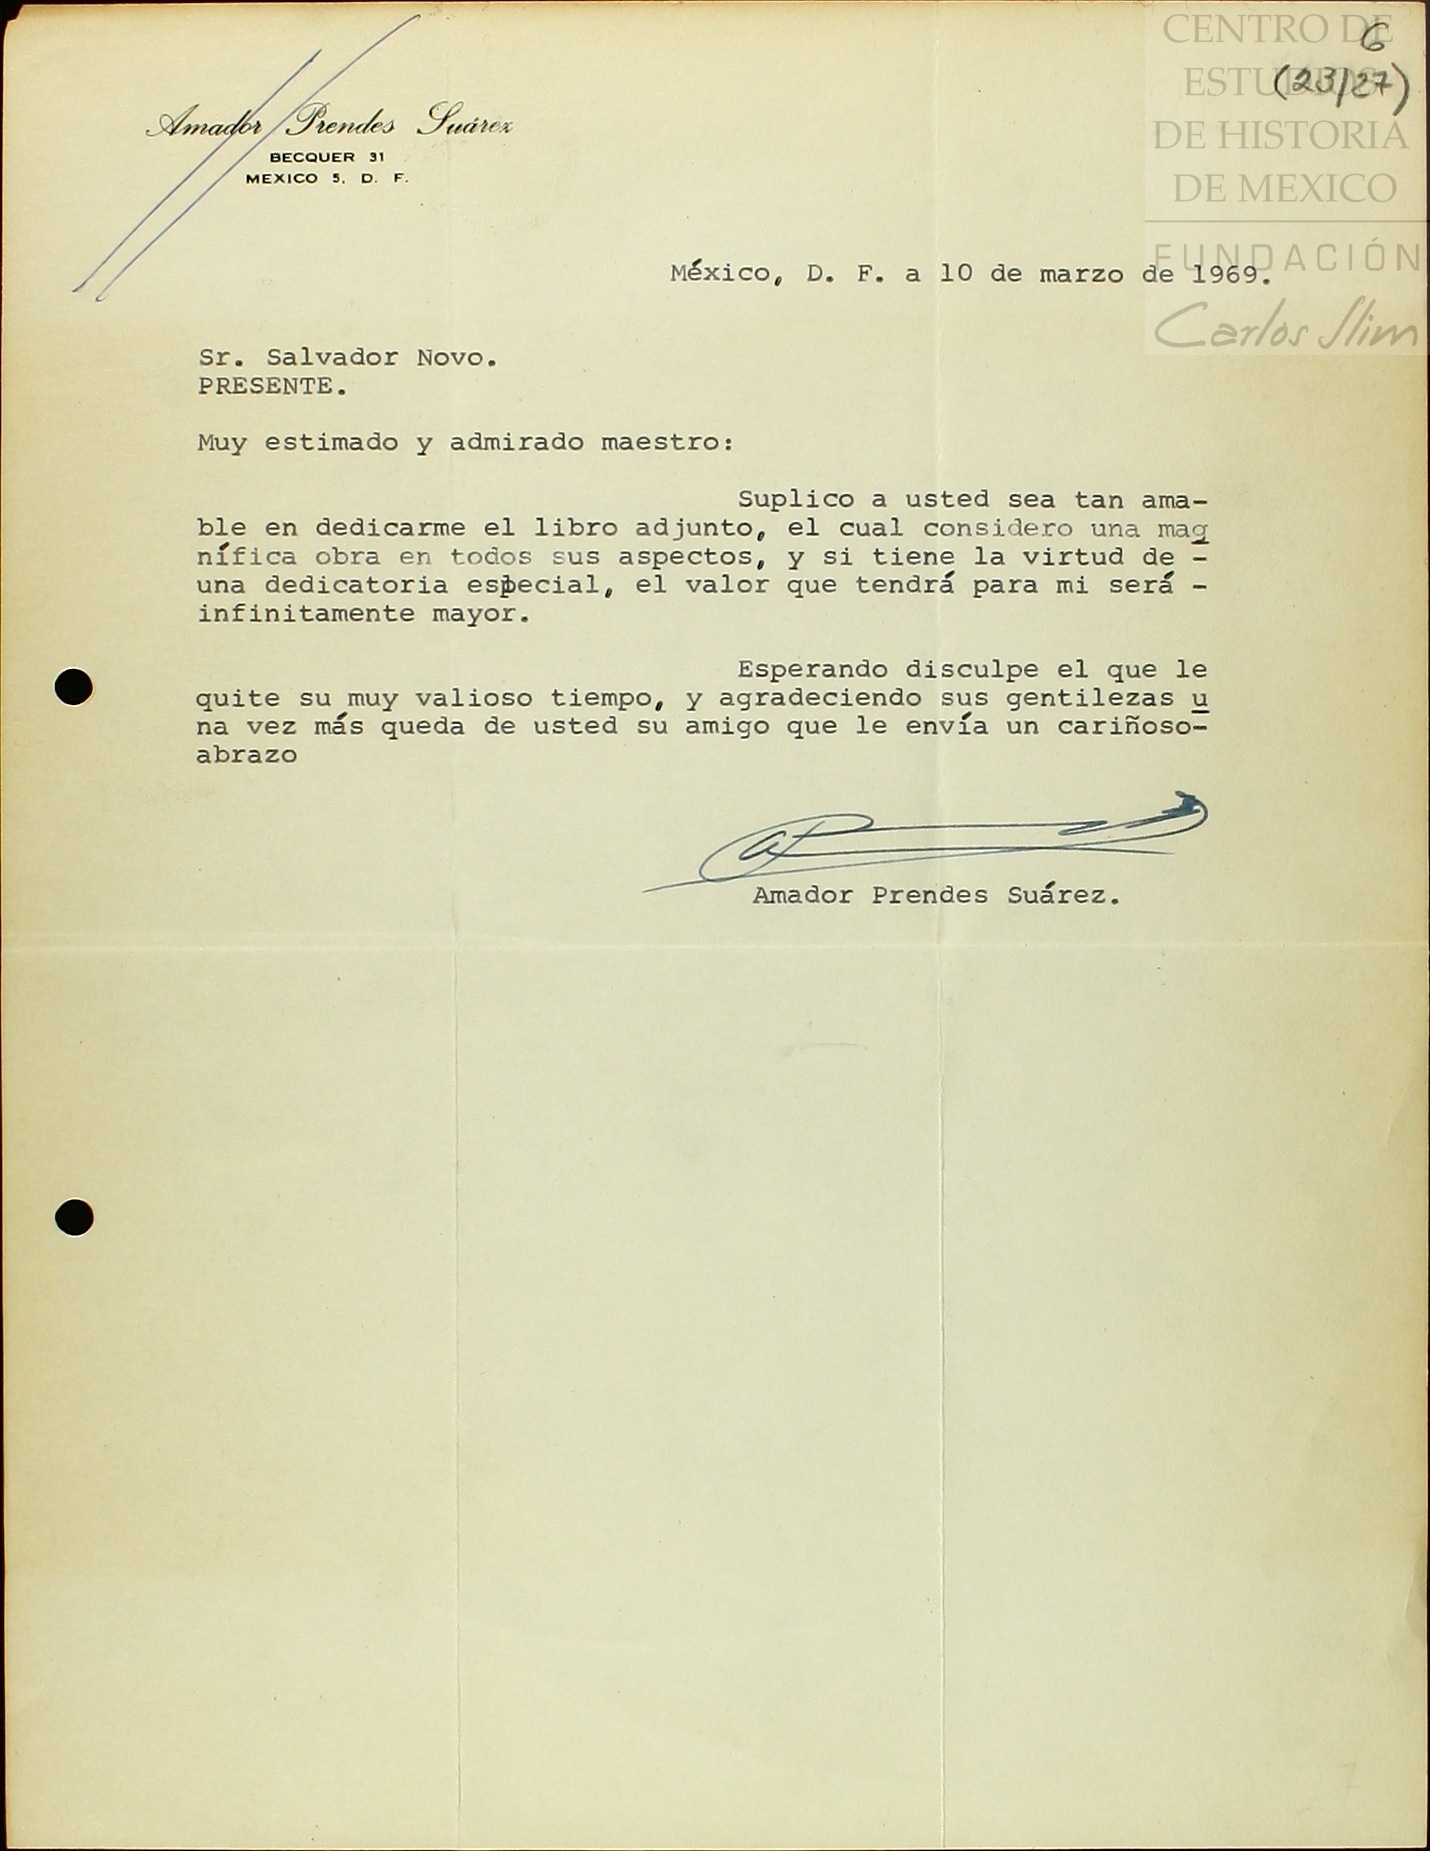 CENTRO DE
ESTUDIOS
DE HISTORIA
DE MEXICO
FUNDACIÓN
Carlos Slim
6
(23/27)
Amador Prendes Suárez
BECQUER 31
MEXICO 5, D. F.
México, D. F. a 10 de marzo de 1969.
Sr. Salvador Novo.
PRESENTE.
Muy estimado y admirado maestro:
Suplico a usted sea tan ama-
ble en dedicarme el libro adjunto, el cual considero una mag
nífica obra en todos sus aspectos, y si tiene la virtud de -
una dedicatoria especial, el valor que tendrá para mi será -
infinitamente mayor.
Esperando disculpe el que le
quite su muy valioso tiempo, y agradeciendo sus gentilezas u
na vez más queda de usted su amigo que le envía un cariñoso-
abrazo
Amador Prendes Suárez.